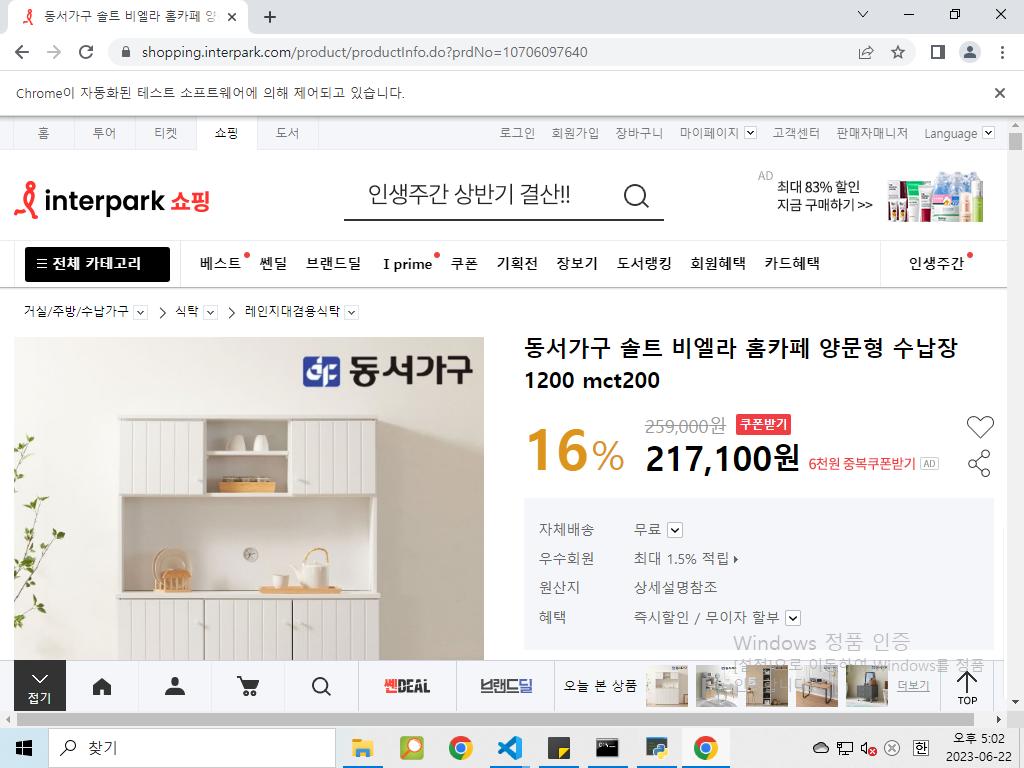 동서가구 솔트 비엘라 홈카페 양
shopping.interpark.com/product/productInfo.do?prdNo=10706097640
Chrome이 자동화된 테스트 소프트웨어에 의해 제어되고 있습니다.
홈 투어 티켓 쇼핑 도서 로그인 회원가입 장바구니 마이페이지 고객센터 판매자매니저 Language
interpark 쇼핑
인생주간 상반기 결산!!
AD 최대 83% 할인
지금 구매하기 >>
전체 카테고리 베스트 쎈딜 브랜드딜 I prime 쿠폰 기획전 장보기 도서랭킹 회원혜택 카드혜택 인생주간
거실/주방/수납가구 식탁 레인지대겸용식탁
동서가구
동서가구 솔트 비엘라 홈카페 양문형 수납장
1200 mct200
16% 259,000원 쿠폰받기
217,100원 6천원 중복쿠폰받기 AD
자체배송 무료
우수회원 최대 1.5% 적립
원산지 상세설명참조
혜택 즉시할인 / 무이자 할부
Windows 정품 인증
[설정]으로 이동하여 Windows를 정품
접기 쎈DEAL 브랜드딜 오늘 본 상품 더보기 TOP
찾기
한
오후 5:02
2023-06-22